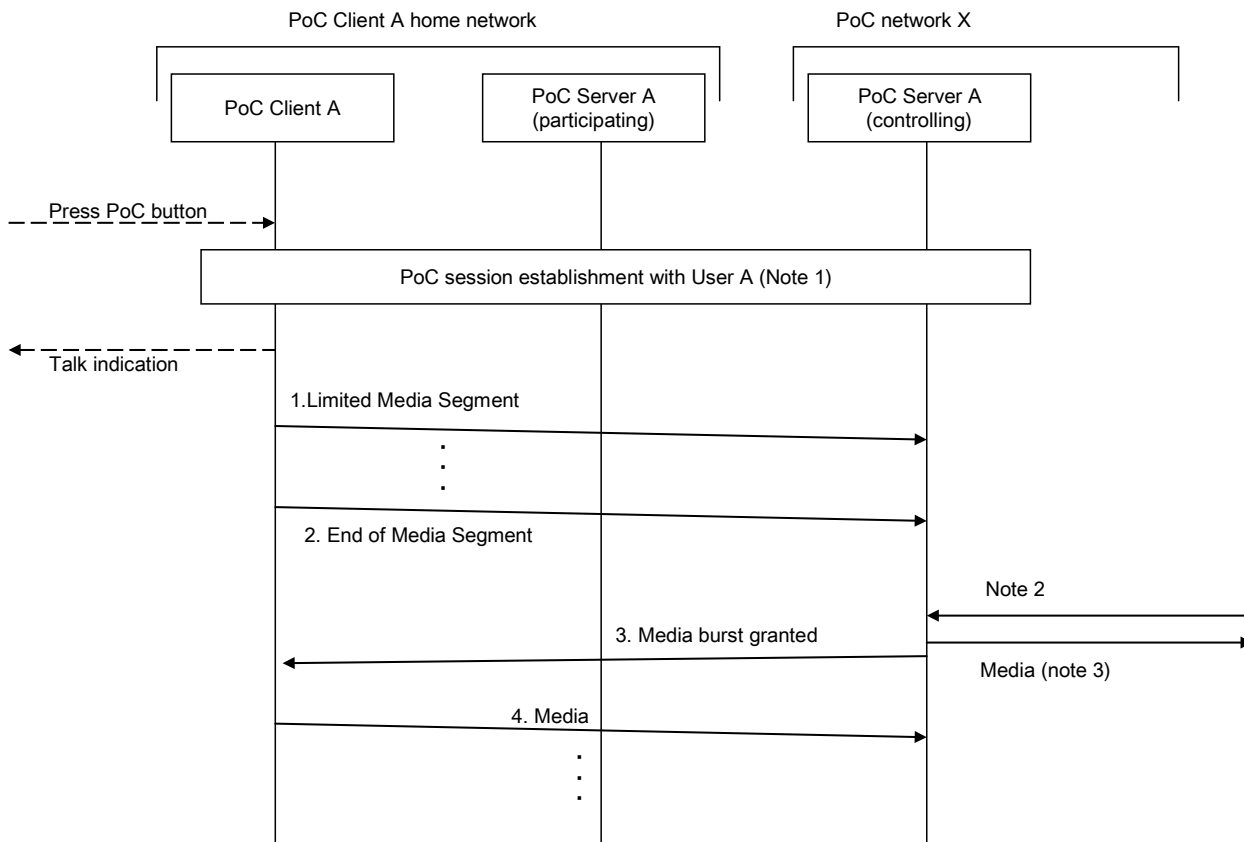 PoC Client A home network
PoC network X
PoC Client A
PoC Server A
(participating)
PoC Server A
(controlling)
Press PoC button
PoC session establishment with User A (Note 1)
Talk indication
1.Limited Media Segment
2. End of Media Segment
Note 2
3. Media burst granted
Media (note 3)
4. Media